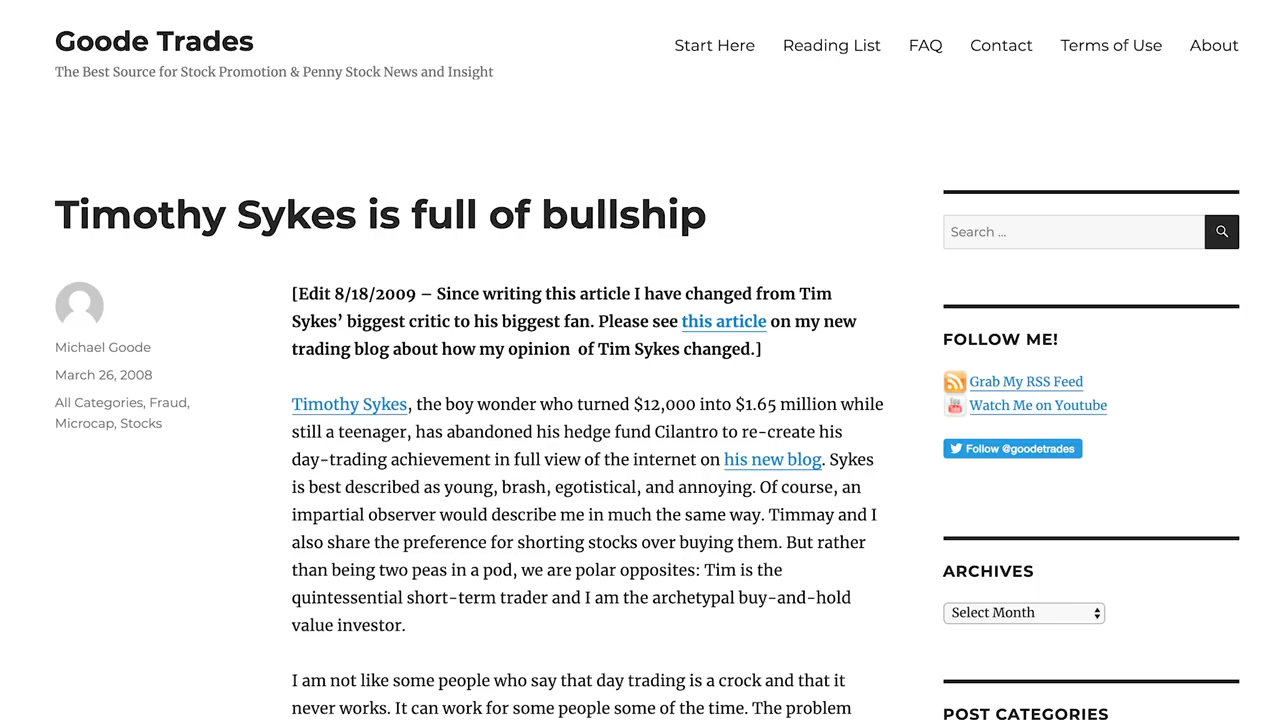 Goode Trades
The Best Source for Stock Promotion & Penny Stock News and Insight
Start Here Reading List FAQ Contact Terms of Use About
Timothy Sykes is full of bullship
Michael Goode
March 26, 2008
All Categories, Fraud,
Microcap, Stocks
[Edit 8/18/2009 – Since writing this article I have changed from Tim
Sykes’ biggest critic to his biggest fan. Please see this article on my new
trading blog about how my opinion of Tim Sykes changed.]
Timothy Sykes, the boy wonder who turned $12,000 into $1.65 million while
still a teenager, has abandoned his hedge fund Cilantro to re-create his
day-trading achievement in full view of the internet on his new blog. Sykes
is best described as young, brash, egotistical, and annoying. Of course, an
impartial observer would describe me in much the same way. Timmay and I
also share the preference for shorting stocks over buying them. But rather
than being two peas in a pod, we are polar opposites: Tim is the
quintessential short-term trader and I am the archetypal buy-and-hold
value investor.
I am not like some people who say that day trading is a crock and that it
never works. It can work for some people some of the time. The problem
Search ...
FOLLOW ME!
Grab My RSS Feed
Watch Me on Youtube
Follow @goodetrades
ARCHIVES
Select Month
POST CATEGORIES